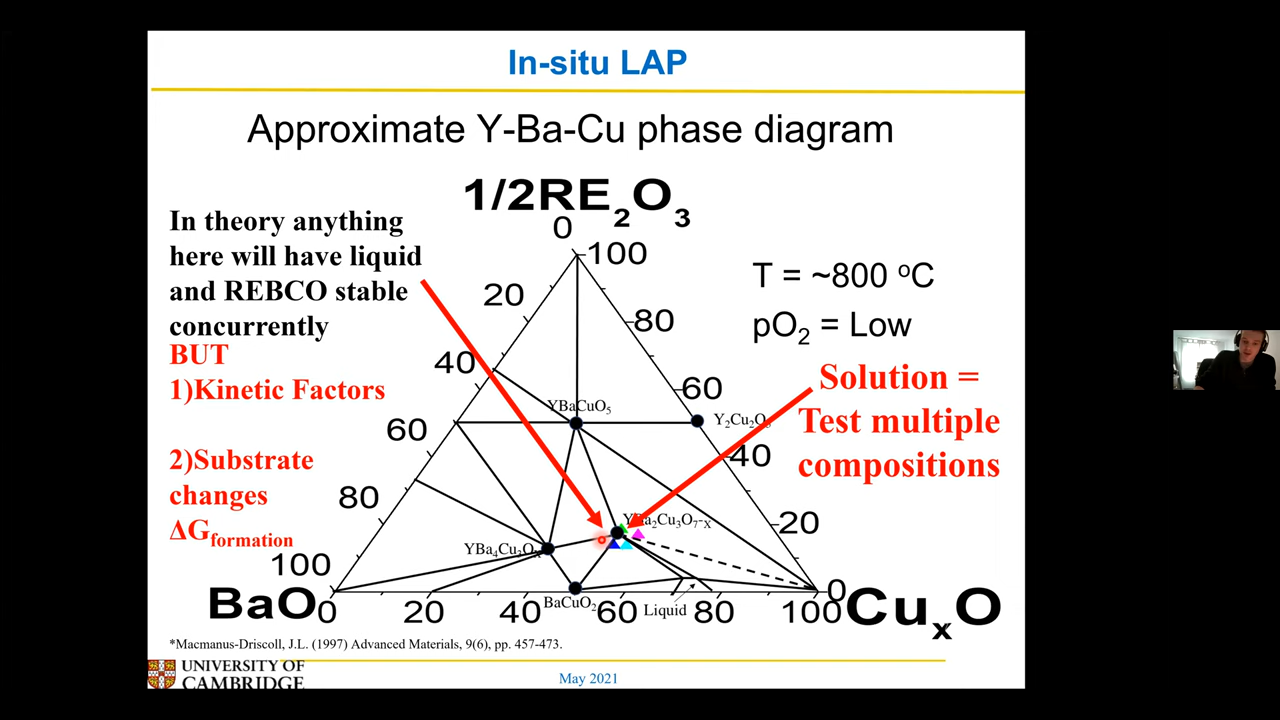 In-situ LAP
Approximate Y-Ba-Cu phase diagram
1/2RE2O3
In theory anything
here will have liquid
and REBCO stable
concurrently
BUT
1)Kinetic Factors
2)Substrate
changes
ΔGformation
T = ~800 ⁰C
pO2 = Low
Solution =
Test multiple
compositions
0
20
40
60
80
100
100
80
60
40
20
0
YBaCuO5
YBa2Cu3O7-X
BaCuO2
Liquid
BaO
0
20
40
60
80
100
CuxO
*Macmanus-Driscoll, J.L. (1997) Advanced Materials, 9(6), pp. 457-473.
UNIVERSITY OF
CAMBRIDGE
May 2021